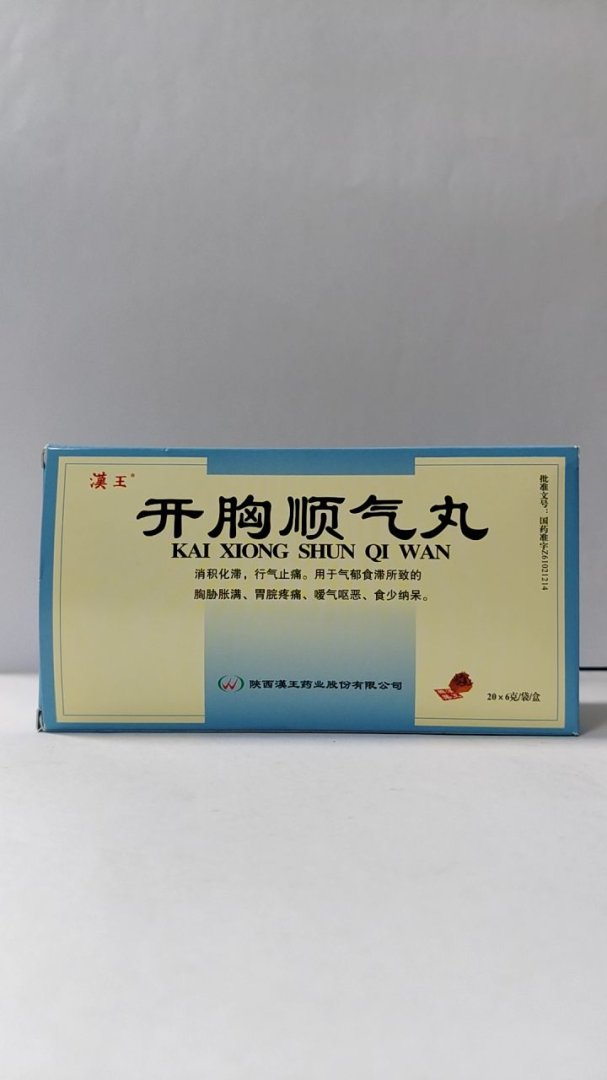 漢王®
开胸顺气丸
KAI XIONG SHUN QI WAN
消积化滞，行气止痛。用于气郁食滞所致的
胸胁胀满、胃脘疼痛、嗳气呕恶、食少纳呆。
陕西漢王药业股份有限公司
20×6克/袋/盒
批准文号：国药准字Z61021214